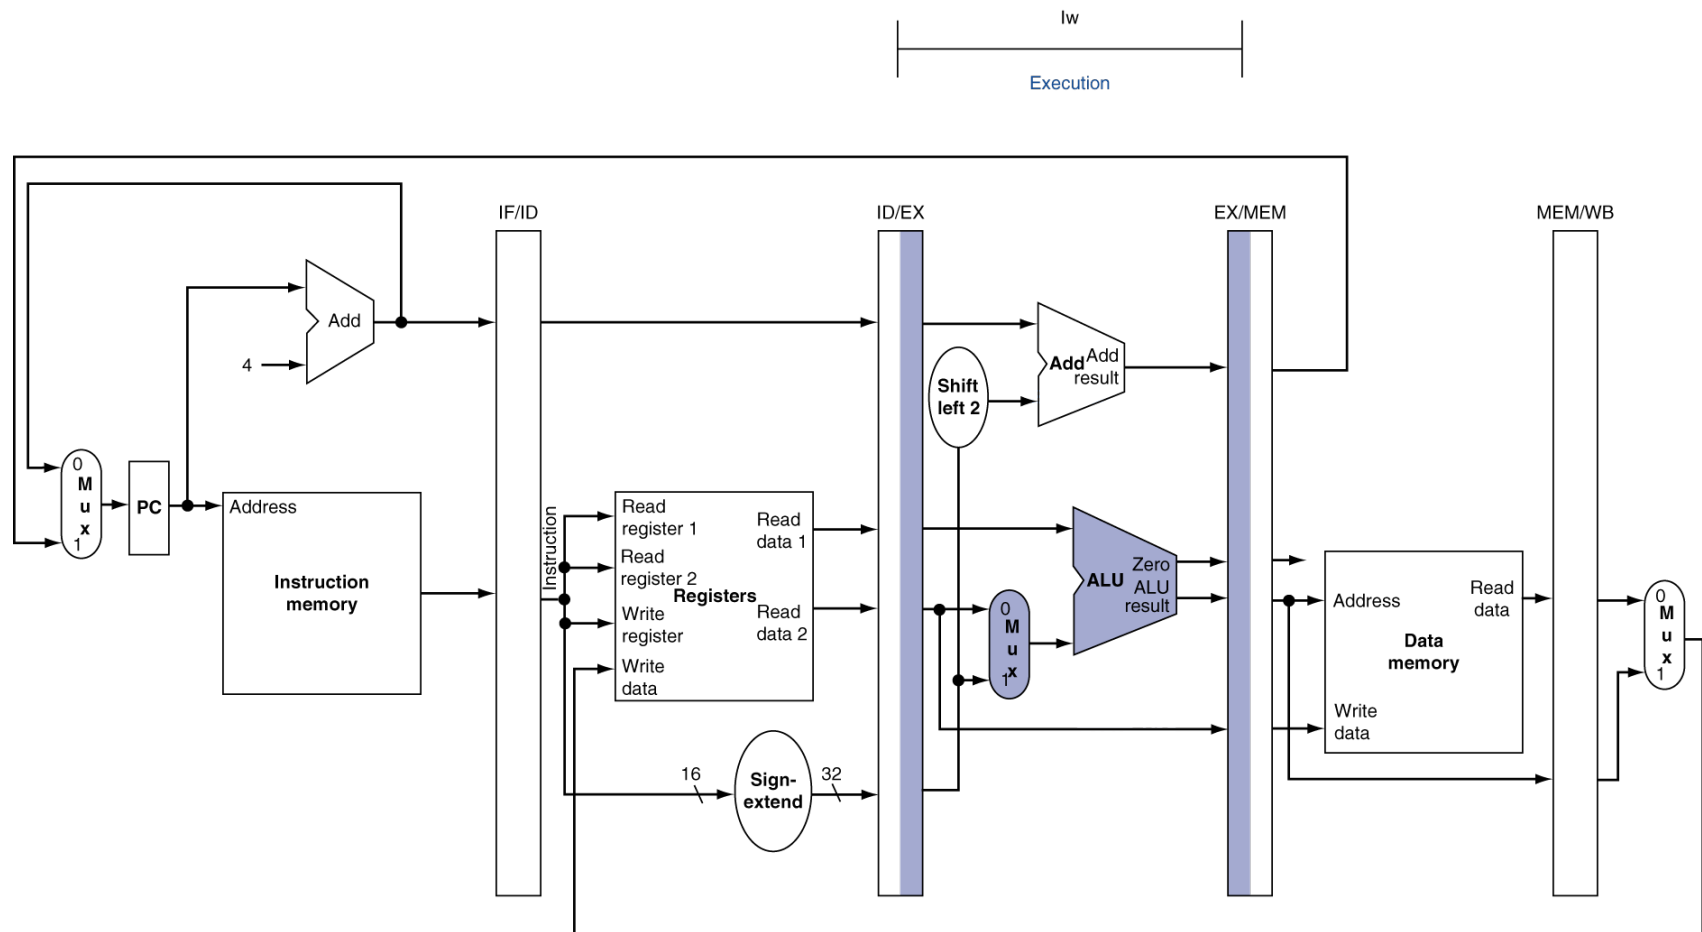 lw
Execution
IF/ID
ID/EX
EX/MEM
MEM/WB
Add
4
Shift
left 2
Add
Add
result
0
M
u
x
1
PC
Address
Instruction
memory
Instruction
Read
register 1
Read
register 2
Write
register
Write
data
Registers
Read
data 1
Read
data 2
16
Sign-
extend
32
0
M
u
x
1
ALU
Zero
ALU
result
Address
Write
data
Data
memory
Read
data
0
M
u
x
1